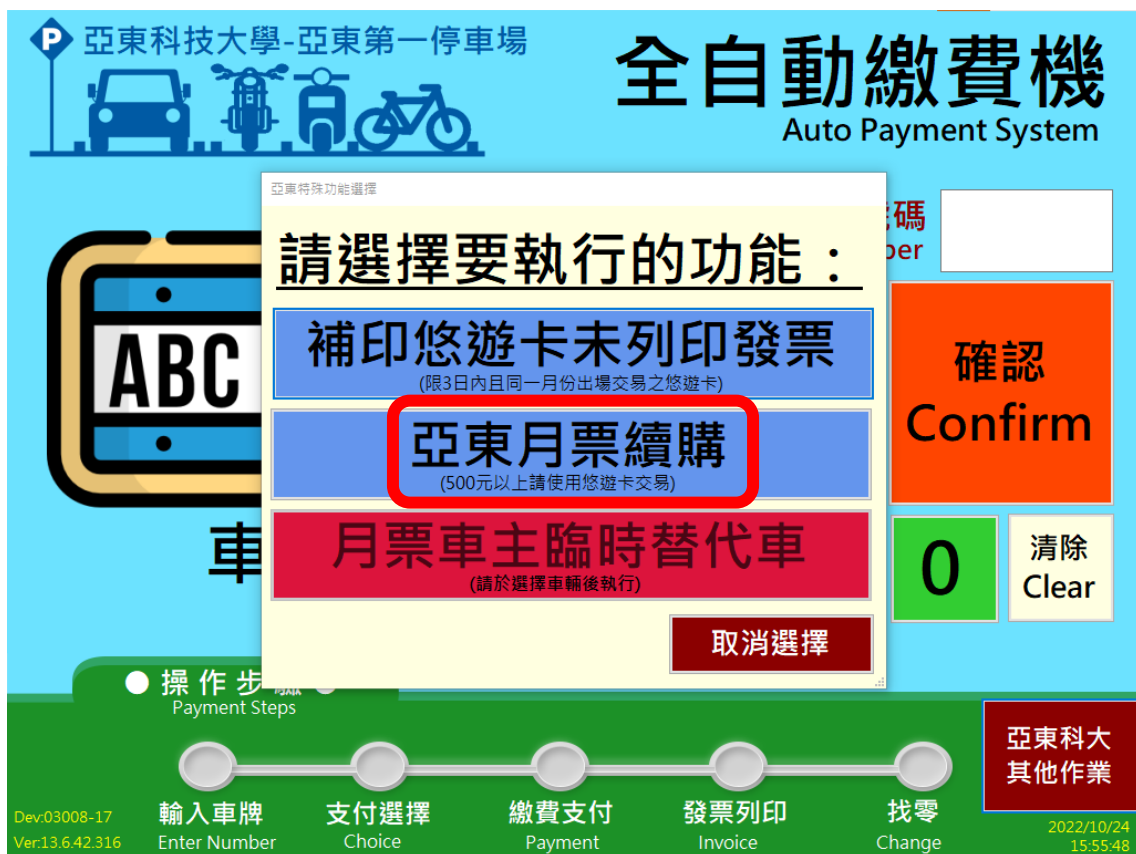 亞東科技大學-亞東第一停車場
全自動繳費機
Auto Payment System
亞東特殊功能選擇
請選擇要執行的功能：
碼
ber
補印悠遊卡未列印發票
(限3日內且同一月份出場交易之悠遊卡)
ABC
確認
Confirm
亞東月票續購
(500元以上請使用悠遊卡交易)
車
月票車主臨時替代車
(請於選擇車輛後執行)
0
清除
Clear
取消選擇
● 操作步
Payment Steps
亞東科大
其他作業
輸入車牌
支付選擇
繳費支付
發票列印
找零
Enter Number
Choice
Payment
Invoice
Change
Dev:03008-17
Ver:13.6.42.316
2022/10/24
15:55:48